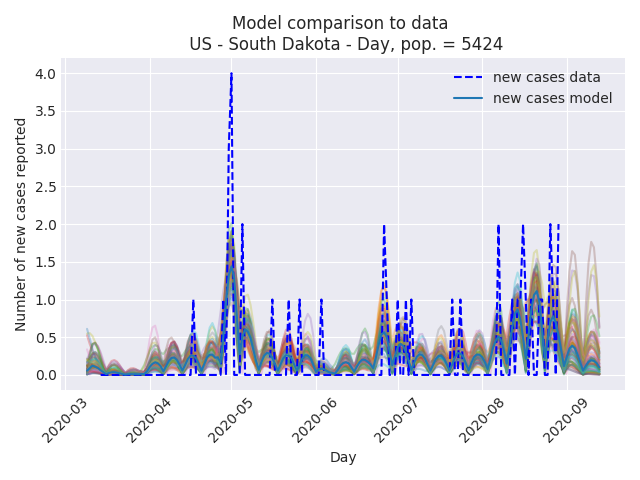 Model comparison to data
US - South Dakota - Day, pop. = 5424
new cases data
new cases model
Number of new cases reported
4.0
3.5
3.0
2.5
2.0
1.5
1.0
0.5
0.0
2020-03
2020-04
2020-05
2020-06
2020-07
2020-08
2020-09
Day